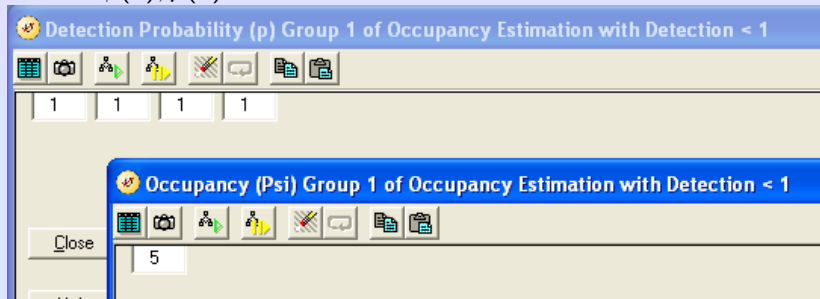 Detection Probability (p) Group 1 of Occupancy Estimation with Detection < 1
1 1 1 1
Occupancy (Psi) Group 1 of Occupancy Estimation with Detection < 1
Close
5